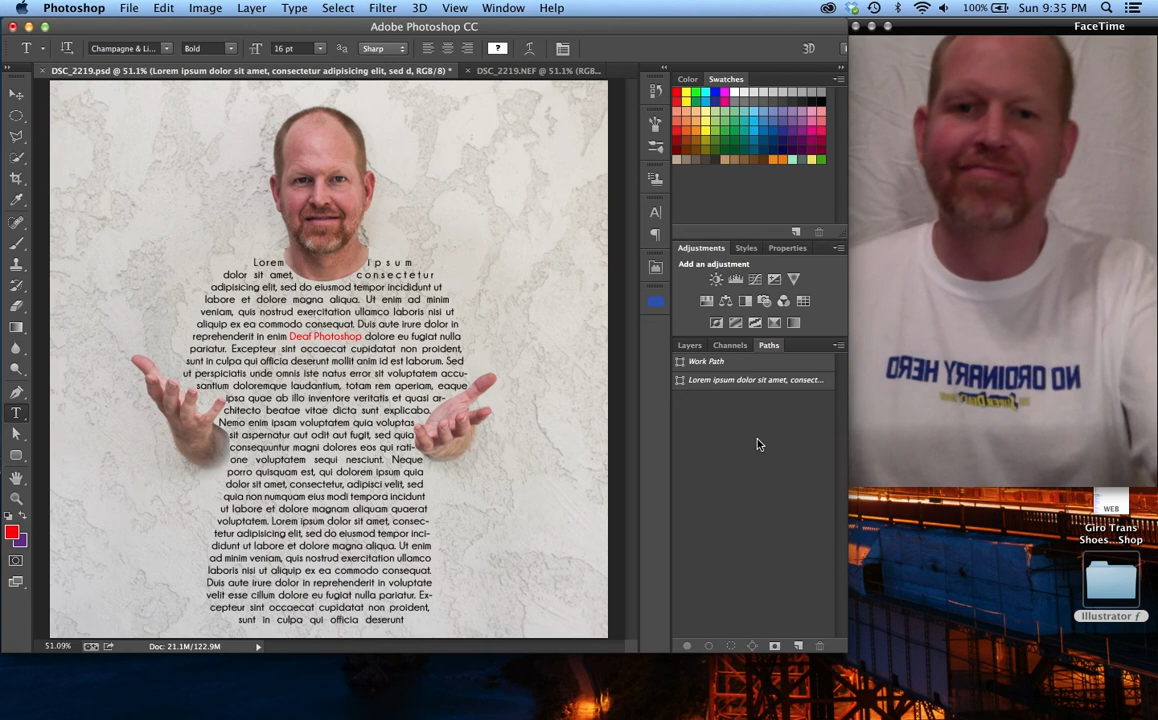 Photoshop File Edit Image Layer Type Select Filter 3D View Window Help
100% Sun 9:35 PM
Adobe Photoshop CC
FaceTime
Champagne & Li... Bold 16 pt Sharp ? 3D
DSC_2219.psd @ 51.1% (Lorem ipsum dolor sit amet, consectetur adipisicing elit, sed d, RGB/8) *
DSC_2219.NEF @ 51.1% (RGB...
Lorem ipsum
dolor sit amet, consectetur
adipisicing elit, sed do eiusmod tempor incididunt ut
labore et dolore magna aliqua. Ut enim ad minim
veniam, quis nostrud exercitation ullamco laboris nisi ut
aliquip ex ea commodo consequat. Duis aute irure dolor in
reprehenderit in enim Deaf Photoshop dolore eu fugiat nulla
pariatur. Excepteur sint occaecat cupidatat non proident,
sunt in culpa qui officia deserunt mollit anim id est laborum. Sed
ut perspiciatis unde omnis iste natus error sit voluptatem accu-
santium doloremque laudantium, totam rem aperiam, eaque
ipsa quae ab illo inventore veritatis et quasi ar-
chitecto beatae vitae dicta sunt explicabo.
Nemo enim ipsam voluptatem quia voluptas
sit aspernatur aut odit aut fugit, sed quia
consequuntur magni dolores eos qui rati-
one voluptatem sequi nesciunt. Neque
porro quisquam est, qui dolorem ipsum quia
dolor sit amet, consectetur, adipisci velit, sed
quia non numquam eius modi tempora incidunt
ut labore et dolore magnam aliquam quaerat
voluptatem. Lorem ipsum dolor sit amet, consec-
tetur adipisicing elit, sed do eiusmod tempor inci-
didunt ut labore et dolore magna aliqua. Ut enim
ad minim veniam, quis nostrud exercitation ullamco
laboris nisi ut aliquip ex ea commodo consequat.
Duis aute irure dolor in reprehenderit in voluptate
velit esse cillum dolore eu fugiat nulla pariatur. Ex-
cepteur sint occaecat cupidatat non proident,
sunt in culpa qui officia deserunt
51.09% Doc: 21.1M/122.9M
Color Swatches
Adjustments Styles Properties
Add an adjustment
Layers Channels Paths
Work Path
Lorem ipsum dolor sit amet, consect...
NO ORDINARY HERO
WEB
Giro Trans
Shoes...Shop
Illustrator ƒ